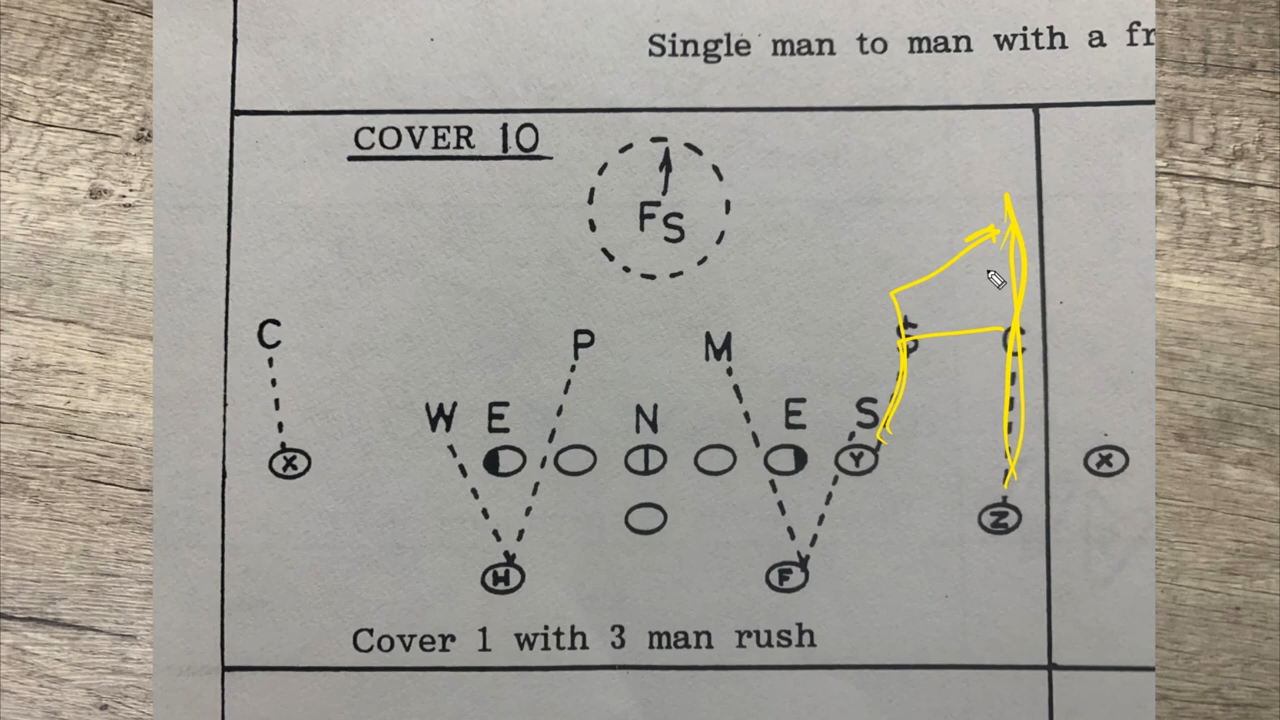 Single man to man with a fr
COVER 10
FS
C P M C
W E N E S
X Y X
Z
H F
Cover 1 with 3 man rush